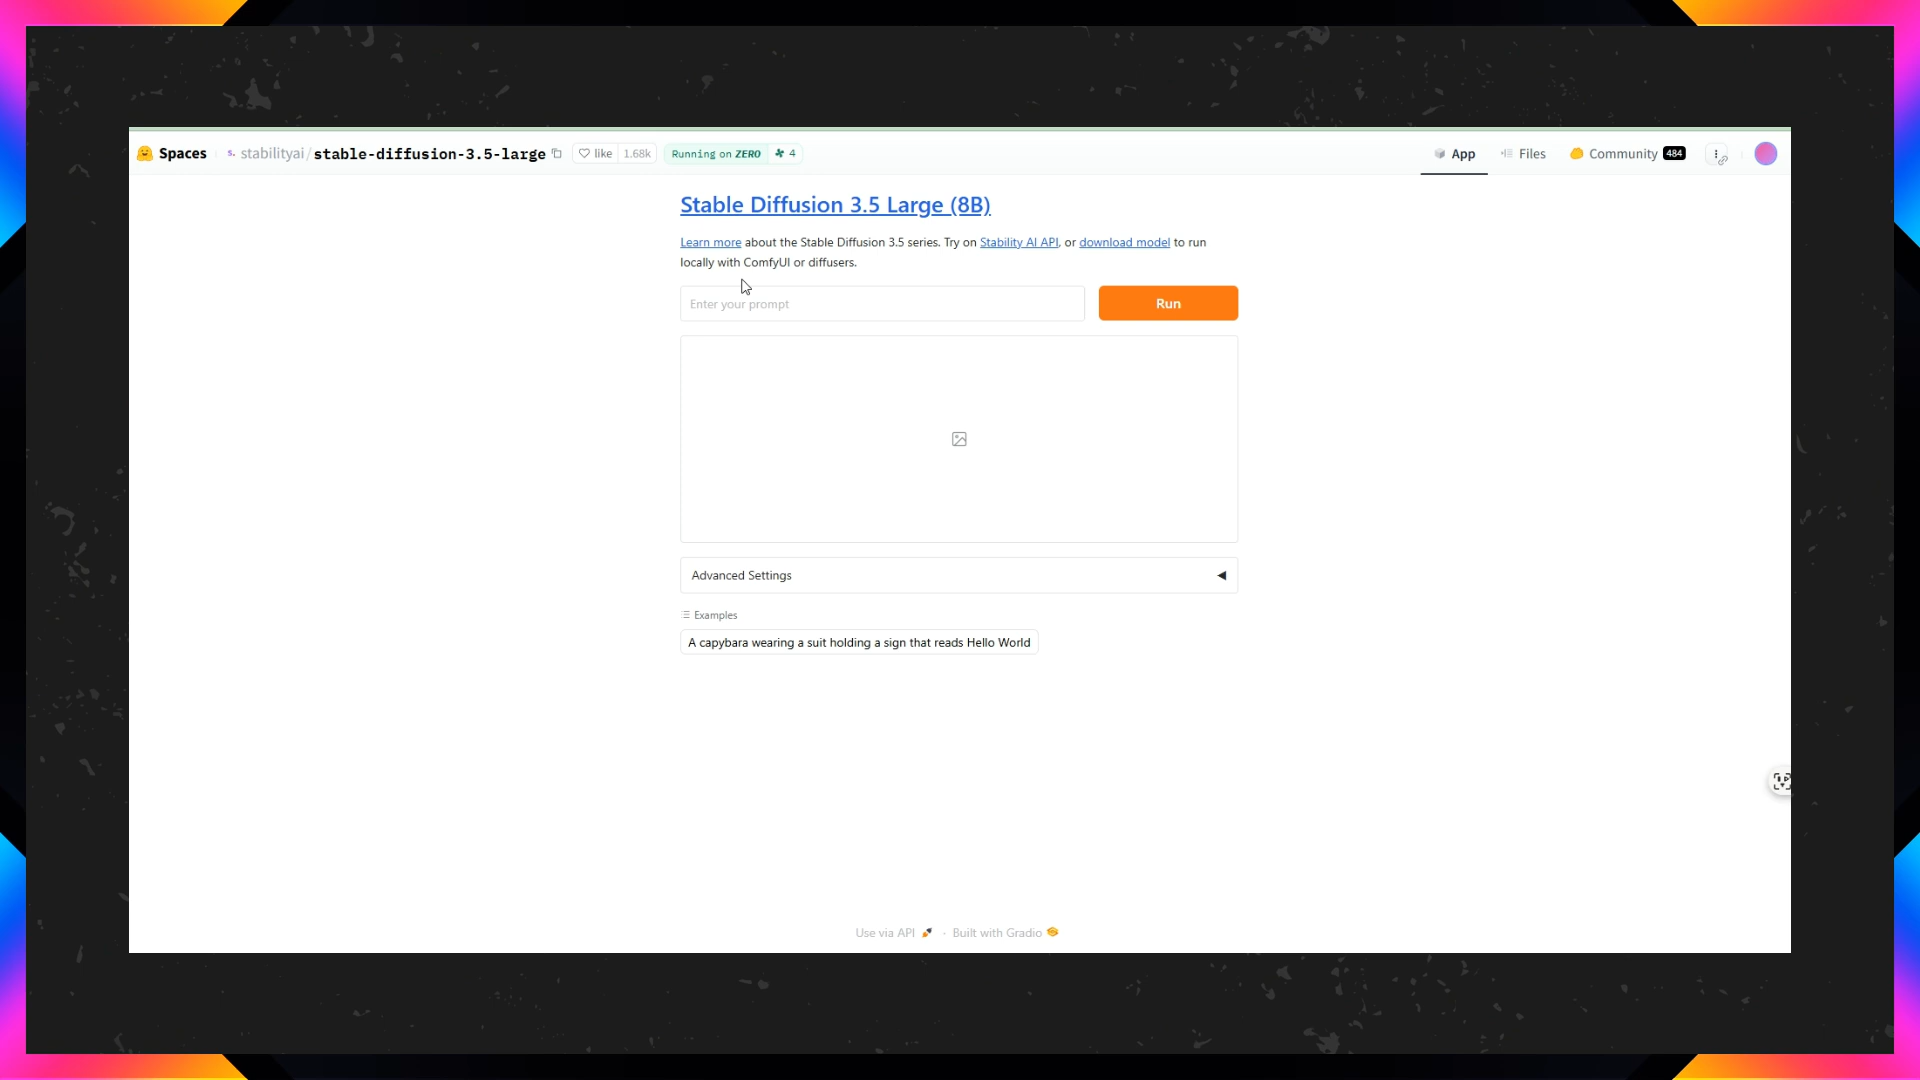 Spaces stabilityai/stable-diffusion-3.5-large like 1.68k Running on ZERO 4 App Files Community 484
Stable Diffusion 3.5 Large (8B)
Learn more about the Stable Diffusion 3.5 series. Try on Stability AI API, or download model to run
locally with ComfyUI or diffusers.
Enter your prompt
Run
Advanced Settings
Examples
A capybara wearing a suit holding a sign that reads Hello World
Use via API · Built with Gradio